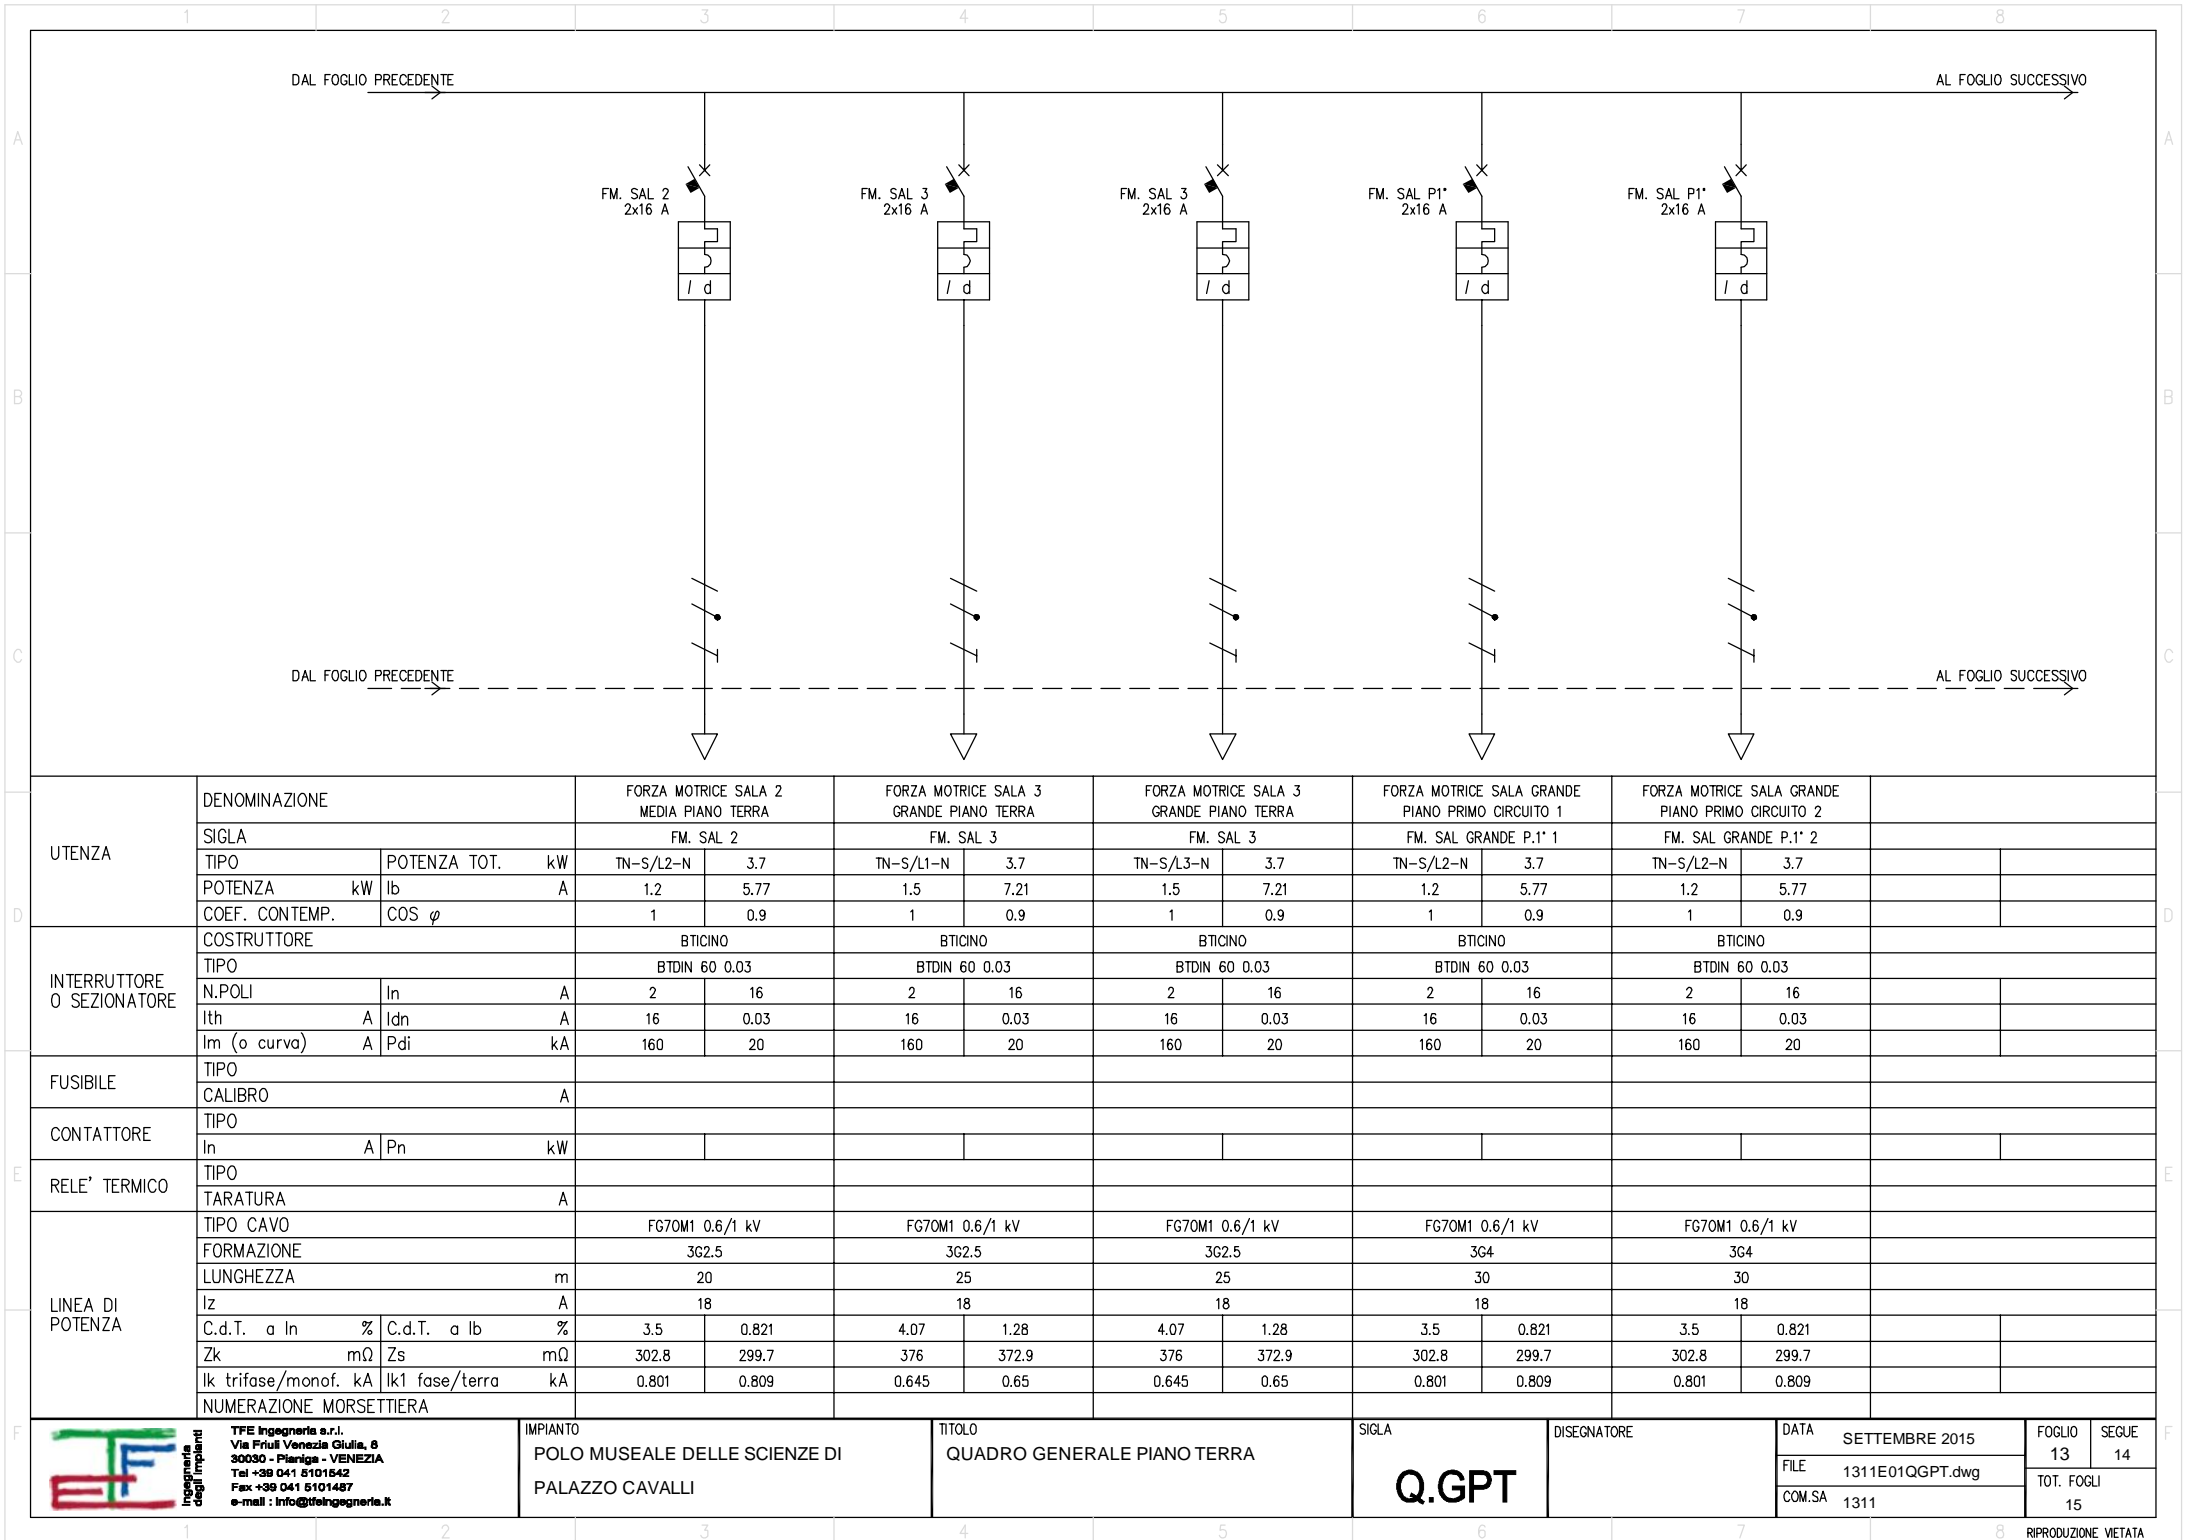 1 2 3 4 5 6 7 8
DAL FOGLIO PRECEDENTE AL FOGLIO SUCCESSIVO
A A
FM. SAL 2 FM. SAL 3 FM. SAL 3 FM. SAL P1° FM. SAL P1°
2x16 A 2x16 A 2x16 A 2x16 A 2x16 A
I d I d I d I d I d
B B
C C
DAL FOGLIO PRECEDENTE AL FOGLIO SUCCESSIVO
UTENZA
DENOMINAZIONE FORZA MOTRICE SALA 2 FORZA MOTRICE SALA 3 FORZA MOTRICE SALA 3 FORZA MOTRICE SALA GRANDE FORZA MOTRICE SALA GRANDE
MEDIA PIANO TERRA GRANDE PIANO TERRA GRANDE PIANO TERRA PIANO PRIMO CIRCUITO 1 PIANO PRIMO CIRCUITO 2
SIGLA FM. SAL 2 FM. SAL 3 FM. SAL 3 FM. SAL GRANDE P.1° 1 FM. SAL GRANDE P.1° 2
TIPO POTENZA TOT. kW TN-S/L2-N 3.7 TN-S/L1-N 3.7 TN-S/L3-N 3.7 TN-S/L2-N 3.7 TN-S/L2-N 3.7
POTENZA kW Ib A 1.2 5.77 1.5 7.21 1.5 7.21 1.2 5.77 1.2 5.77
D COEF. CONTEMP. COS φ 1 0.9 1 0.9 1 0.9 1 0.9 1 0.9 D
INTERRUTTORE
O SEZIONATORE
COSTRUTTORE BTICINO BTICINO BTICINO BTICINO BTICINO
TIPO BTDIN 60 0.03 BTDIN 60 0.03 BTDIN 60 0.03 BTDIN 60 0.03 BTDIN 60 0.03
N.POLI In A 2 16 2 16 2 16 2 16 2 16
Ith A Idn A 16 0.03 16 0.03 16 0.03 16 0.03 16 0.03
Im (o curva) A Pdi kA 160 20 160 20 160 20 160 20 160 20
FUSIBILE
TIPO
CALIBRO A
CONTATTORE
TIPO
In A Pn kW
E E
RELE' TERMICO
TIPO
TARATURA A
LINEA DI
POTENZA
TIPO CAVO FG7OM1 0.6/1 kV FG7OM1 0.6/1 kV FG7OM1 0.6/1 kV FG7OM1 0.6/1 kV FG7OM1 0.6/1 kV
FORMAZIONE 3G2.5 3G2.5 3G2.5 3G4 3G4
LUNGHEZZA m 20 25 25 30 30
Iz A 18 18 18 18 18
C.d.T. a In % C.d.T. a Ib % 3.5 0.821 4.07 1.28 4.07 1.28 3.5 0.821 3.5 0.821
Zk mΩ Zs mΩ 302.8 299.7 376 372.9 376 372.9 302.8 299.7 302.8 299.7
Ik trifase/monof. kA Ik1 fase/terra kA 0.801 0.809 0.645 0.65 0.645 0.65 0.801 0.809 0.801 0.809
NUMERAZIONE MORSETTIERA
F F
TFE
Ingegneria
degli Impianti
TFE Ingegneria s.r.l.
Via Friuli Venezia Giulia, 8
30030 - Pianiga - VENEZIA
Tel +39 041 5101542
Fax +39 041 5101487
e-mail : info@tfeingegneria.it
IMPIANTO
POLO MUSEALE DELLE SCIENZE DI
PALAZZO CAVALLI
TITOLO
QUADRO GENERALE PIANO TERRA
SIGLA
Q.GPT
DISEGNATORE
DATA SETTEMBRE 2015
FILE 1311E01QGPT.dwg
COM.SA 1311
FOGLIO SEGUE
13 14
TOT. FOGLI
15
1 2 3 4 5 6 7 8
RIPRODUZIONE VIETATA